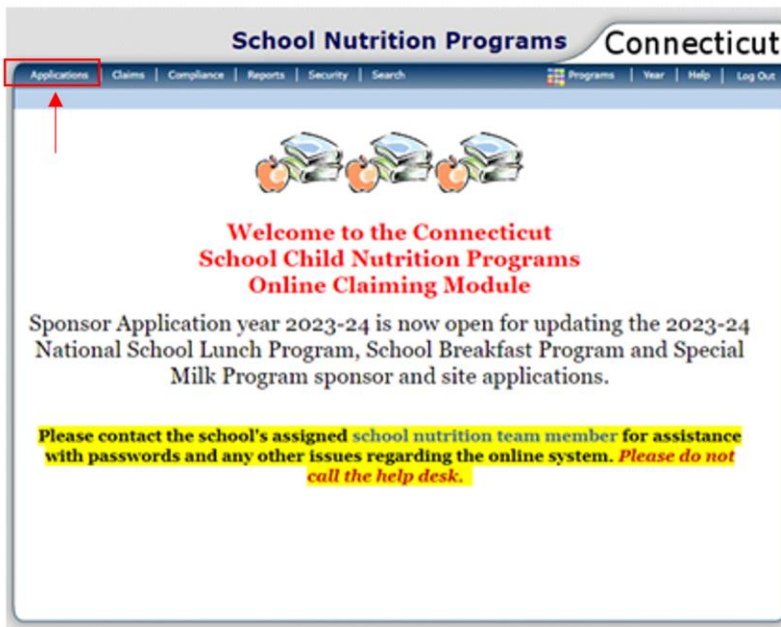 School Nutrition Programs
Connecticut
Applications | Claims | Compliance | Reports | Security | Search
Programs | Year | Help | Log Out
Welcome to the Connecticut
School Child Nutrition Programs
Online Claiming Module
Sponsor Application year 2023-24 is now open for updating the 2023-24
National School Lunch Program, School Breakfast Program and Special
Milk Program sponsor and site applications.
Please contact the school's assigned school nutrition team member for assistance
with passwords and any other issues regarding the online system. Please do not
call the help desk.